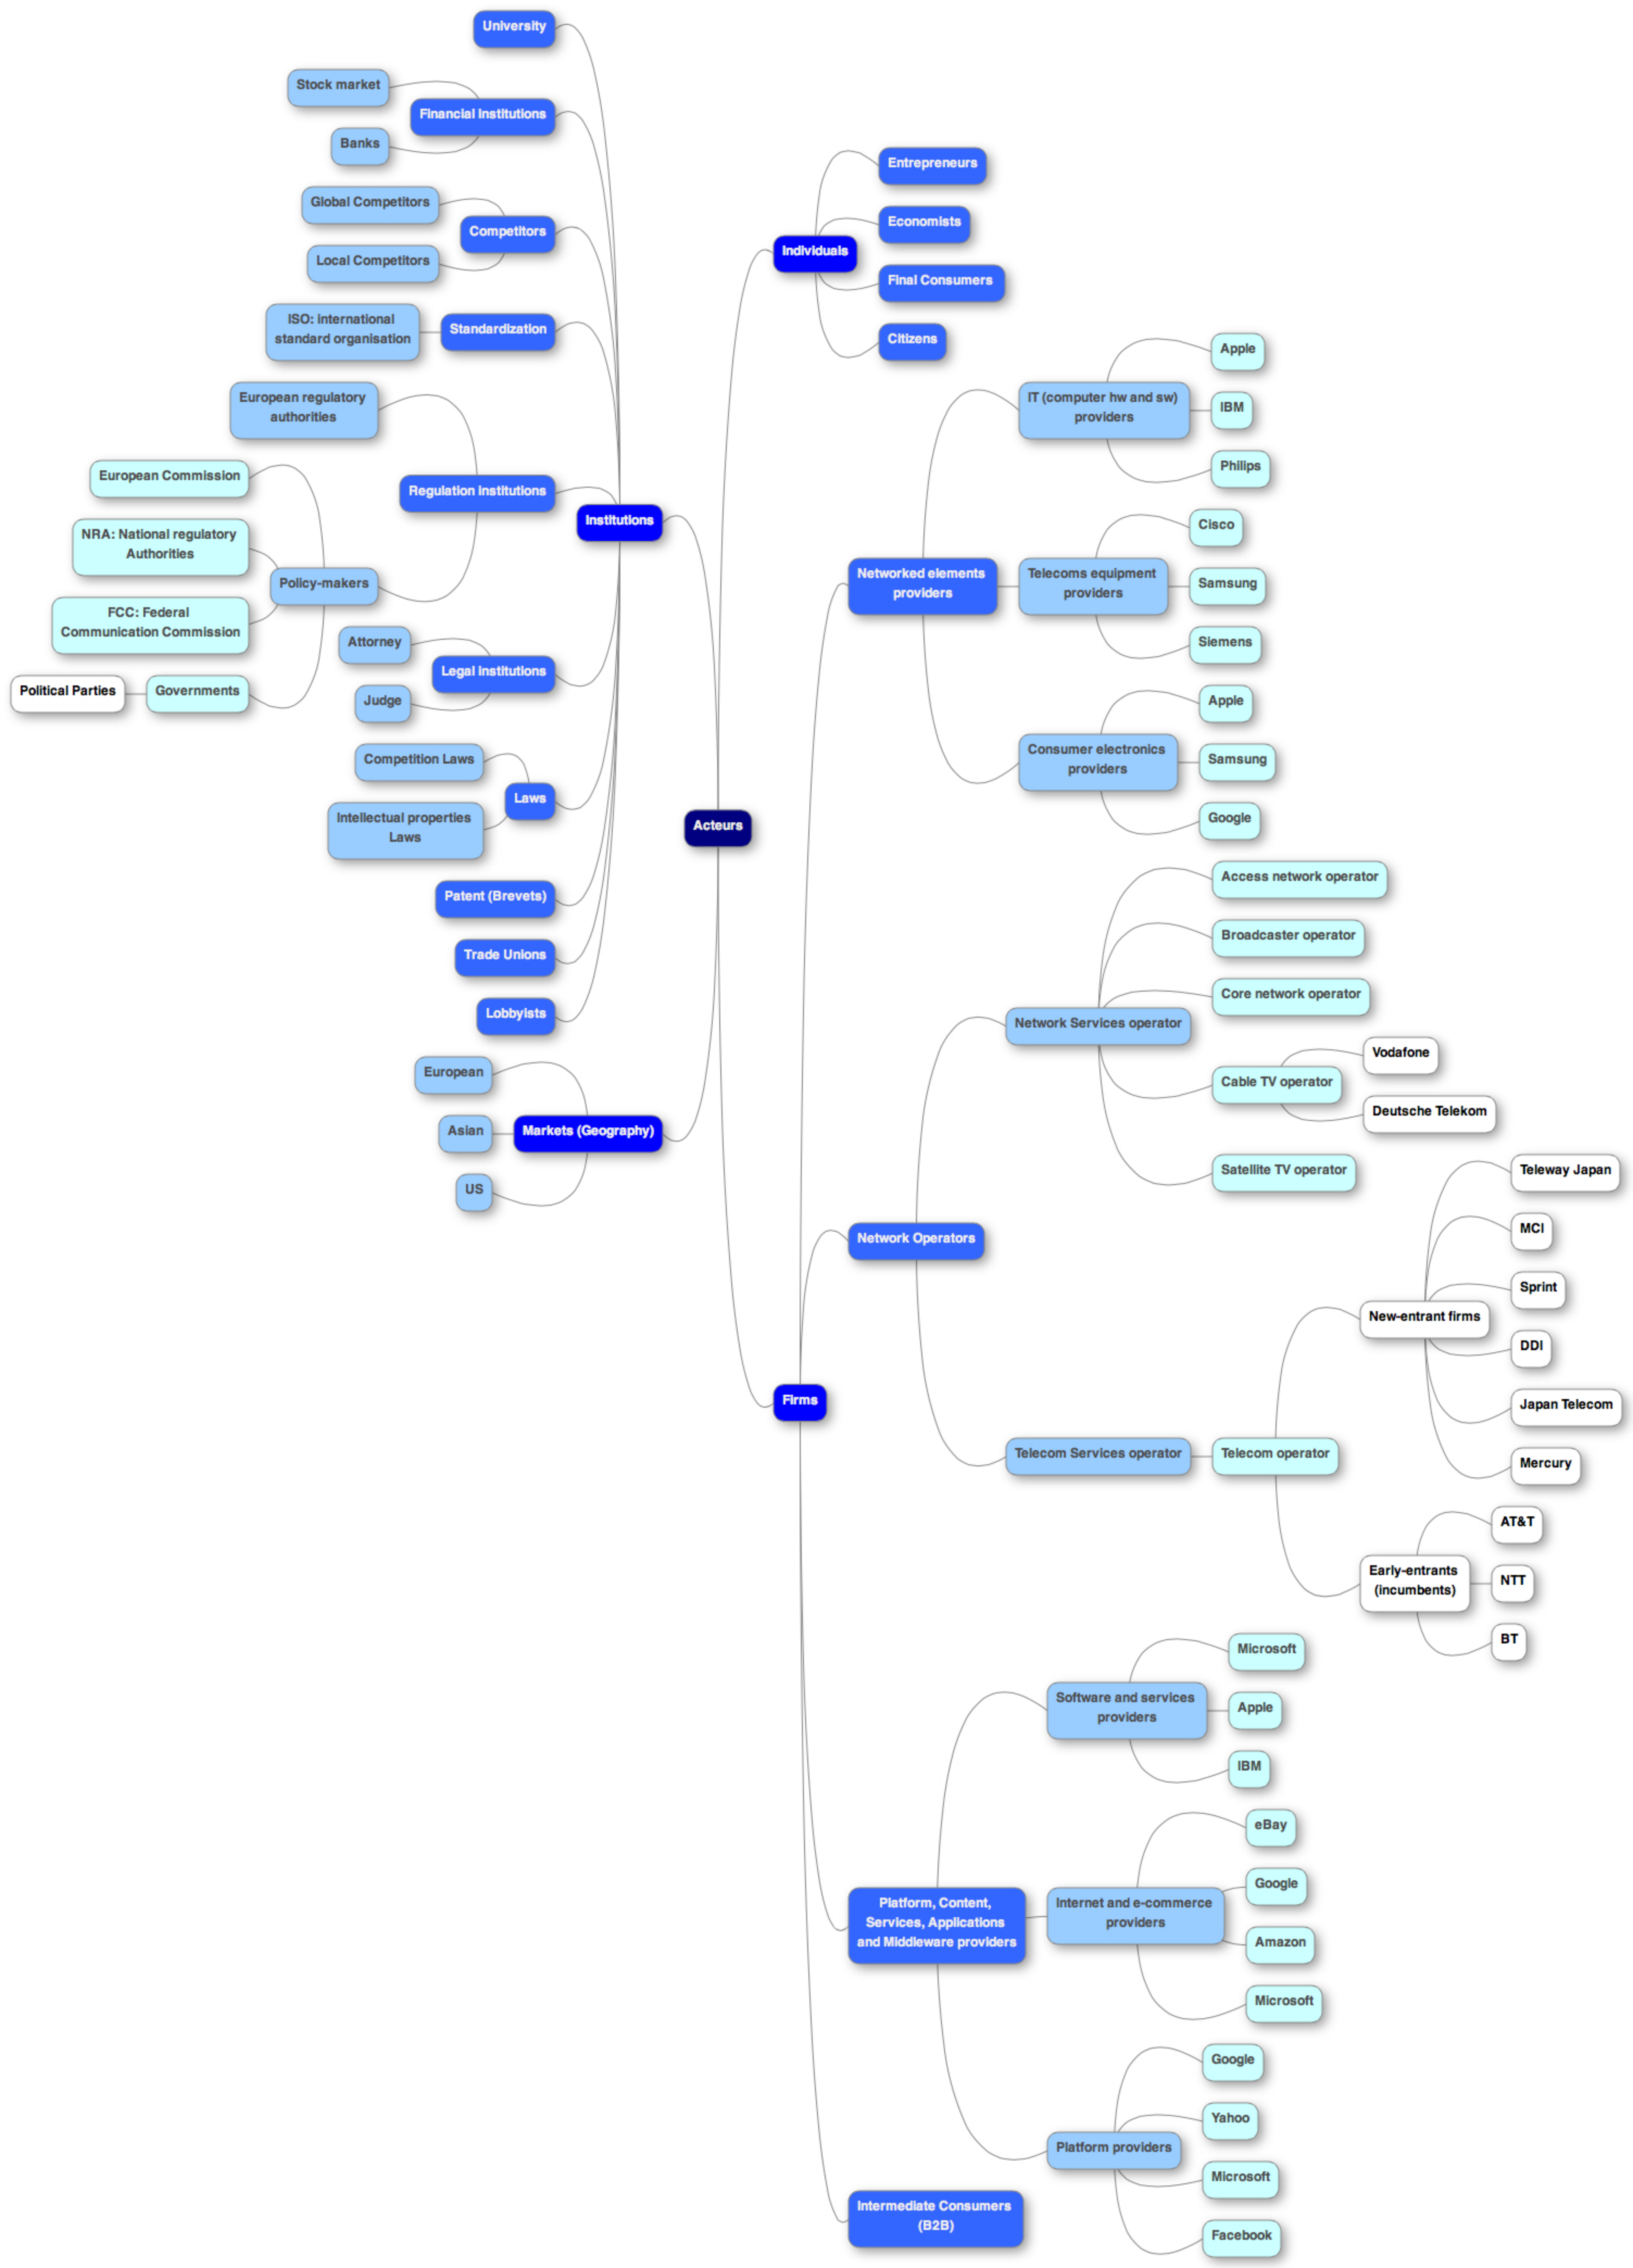 University
Stock market
Financial Institutions
Banks
Global Competitors
Competitors
Local Competitors
ISO: international
standard organisation
Standardization
European regulatory
authorities
European Commission
Regulation institutions
NRA: National regulatory
Authorities
Institutions
Policy-makers
FCC: Federal
Communication Commission
Attorney
Legal institutions
Political Parties
Governments
Judge
Competition Laws
Laws
Intellectual properties
Laws
Acteurs
Patent (Brevets)
Trade Unions
Lobbyists
European
Asian
Markets (Geography)
US
Entrepreneurs
Economists
Individuals
Final Consumers
Citizens
Apple
IT (computer hw and sw)
providers
IBM
Philips
Cisco
Networked elements
providers
Telecoms equipment
providers
Samsung
Siemens
Apple
Consumer electronics
providers
Samsung
Google
Access network operator
Broadcaster operator
Core network operator
Network Services operator
Vodafone
Cable TV operator
Deutsche Telekom
Satellite TV operator
Network Operators
Teleway Japan
MCI
Sprint
New-entrant firms
DDI
Japan Telecom
Mercury
Firms
Telecom Services operator
Telecom operator
AT&T
Early-entrants
(incumbents)
NTT
BT
Microsoft
Software and services
providers
Apple
IBM
eBay
Google
Platform, Content,
Services, Applications
and Middleware providers
Internet and e-commerce
providers
Amazon
Microsoft
Google
Yahoo
Platform providers
Microsoft
Facebook
Intermediate Consumers
(B2B)